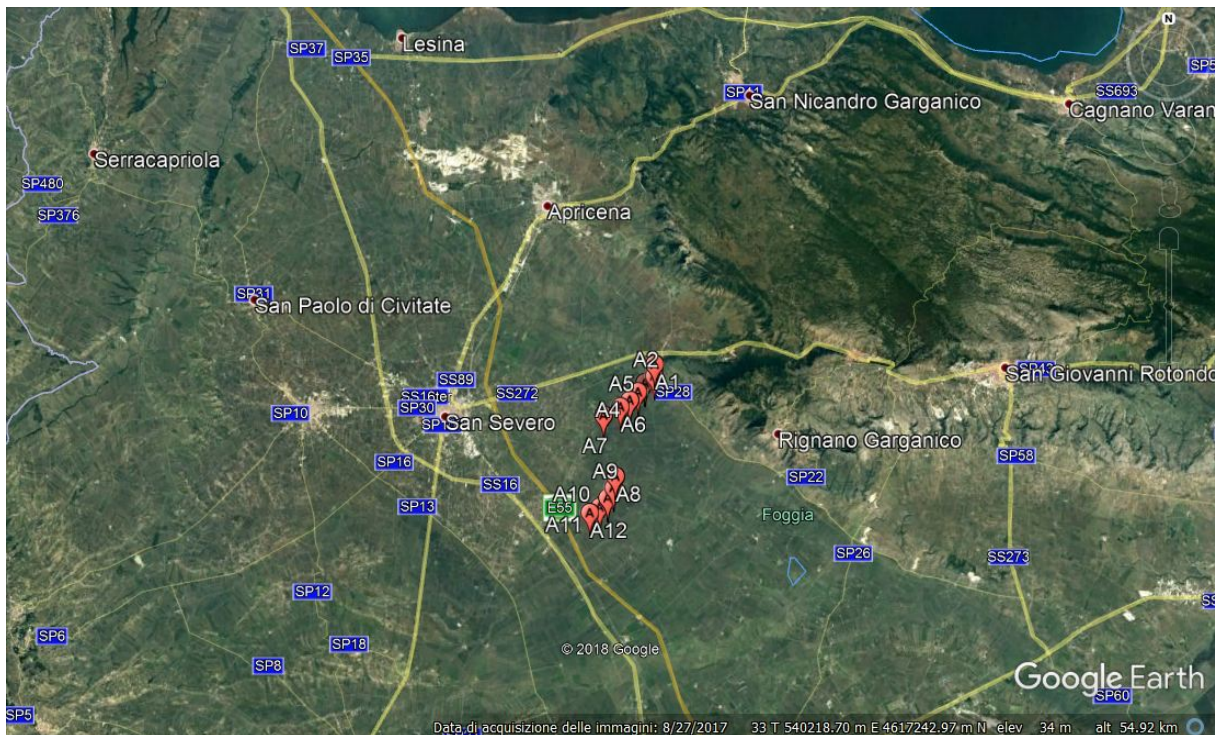 N
SP37
Lesina
SP35
SS693
San Nicandro Garganico
Cagnano Varan
Serracapriola
SP480
SP376
Apricena
SP31
San Paolo di Civitate
A2
SS89
A5
A1
SP28
San Giovanni Rotondo
SS16ter
SS272
SP30
SP10
A4
San Severo
A6
A7
Rignano Garganico
SP58
SP16
A9
SP22
SS16
A10
A8
SP13
E55
A
A11
A12
Foggia
SP26
SS273
SP12
SP6
SP18
SP8
© 2018 Google
Google Earth
SP60
SP5
Data di acquisizione delle immagini: 8/27/2017 33 T 540218.70 m E 4617242.97 m N elev 34 m alt 54.92 km